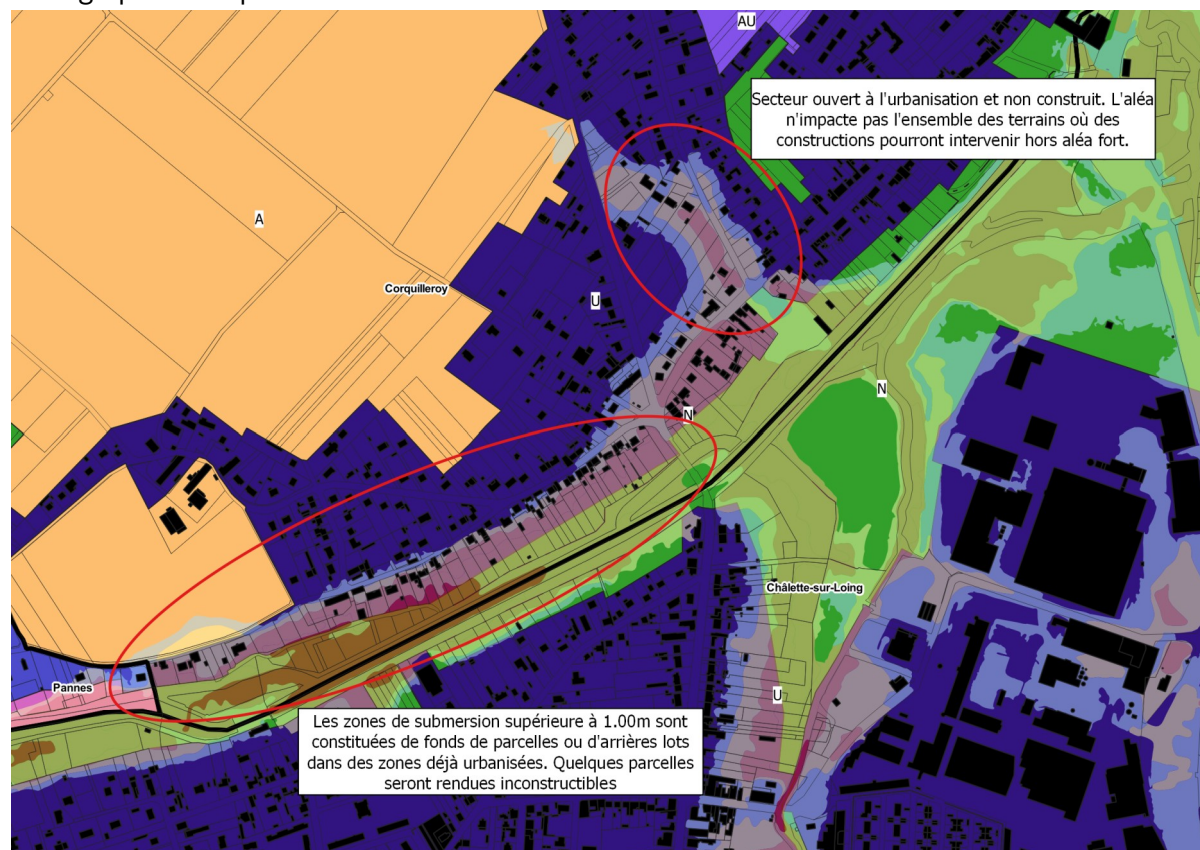 AU
Secteur ouvert à l'urbanisation et non construit. L'aléa
n'impacte pas l'ensemble des terrains où des
constructions pourront intervenir hors aléa fort.
A
Corquilleroy
U
N
N
Châlette-sur-Loing
Pannes
U
Les zones de submersion supérieure à 1.00m sont
constituées de fonds de parcelles ou d'arrières lots
dans des zones déjà urbanisées. Quelques parcelles
seront rendues inconstructibles